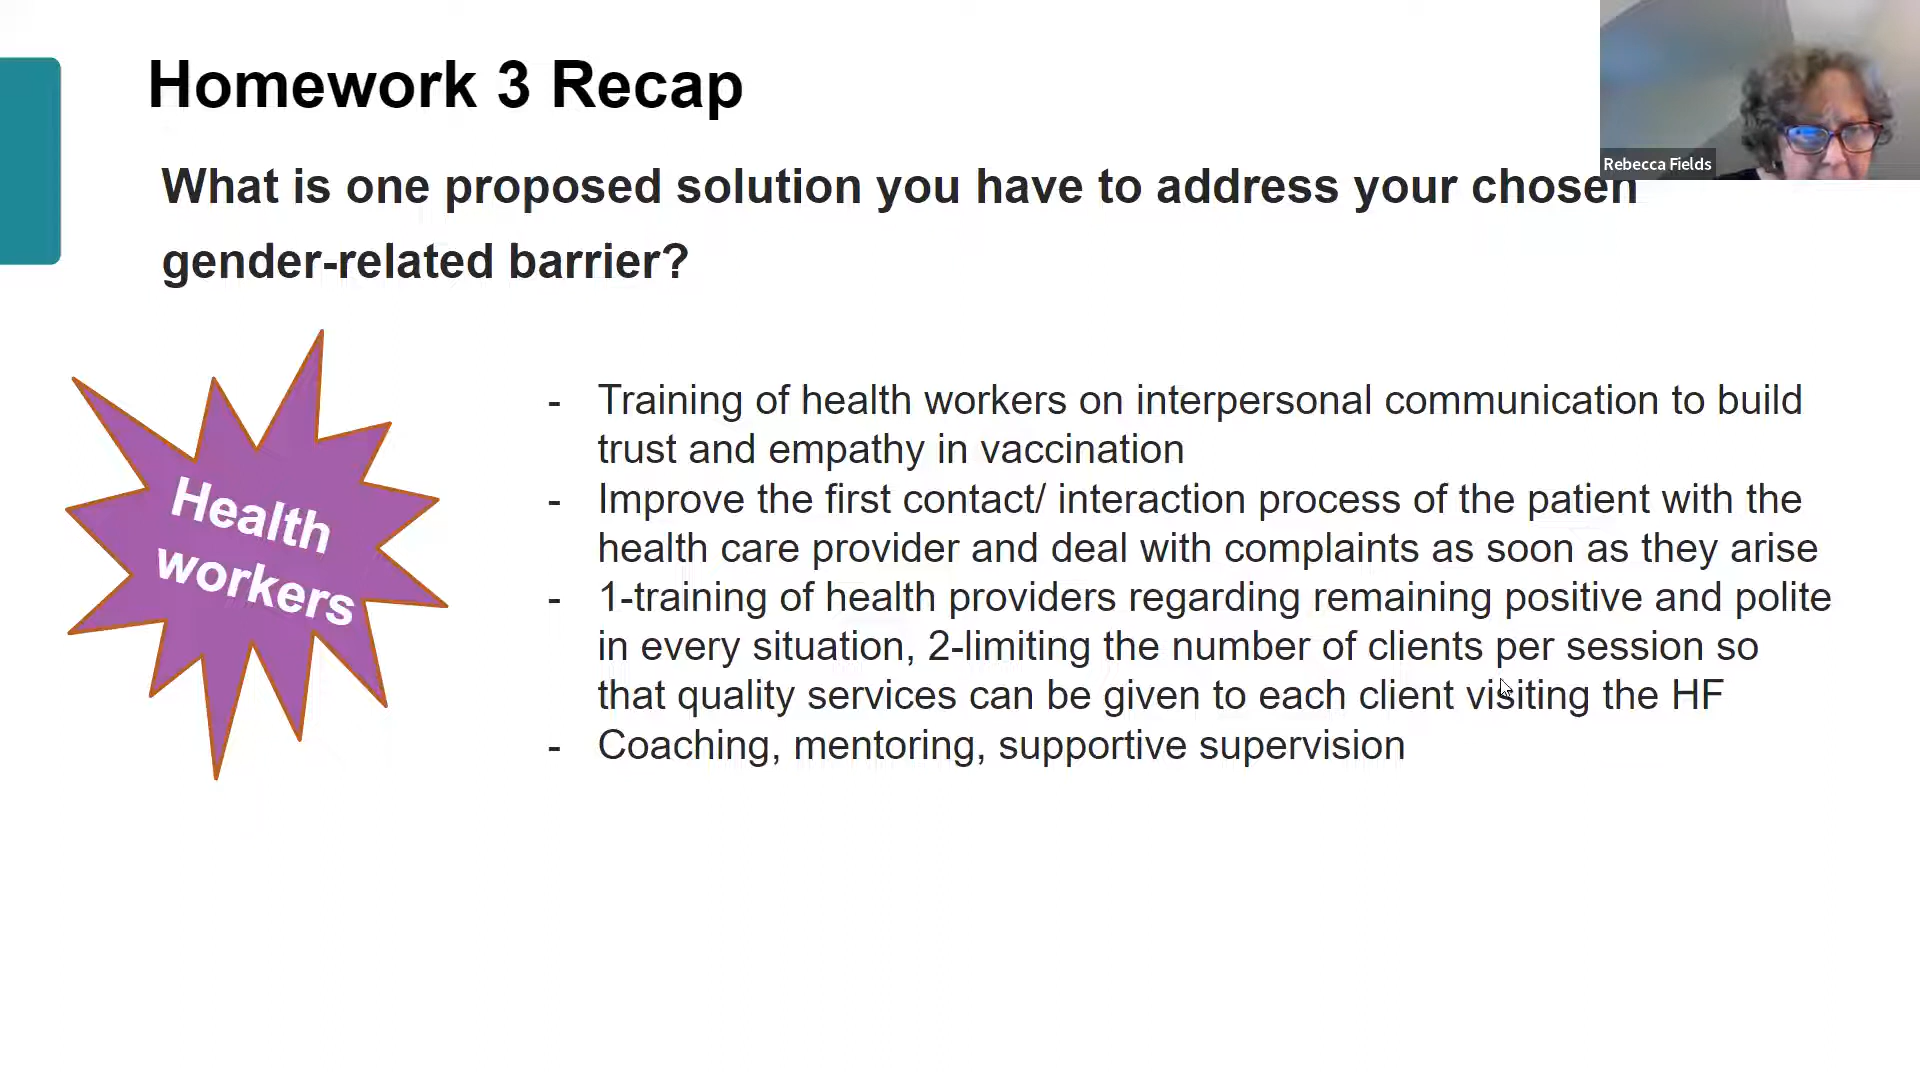 Homework 3 Recap
Rebecca Fields
What is one proposed solution you have to address your chosen
gender-related barrier?
Health
workers
- Training of health workers on interpersonal communication to build
trust and empathy in vaccination
- Improve the first contact/ interaction process of the patient with the
health care provider and deal with complaints as soon as they arise
- 1-training of health providers regarding remaining positive and polite
in every situation, 2-limiting the number of clients per session so
that quality services can be given to each client visiting the HF
- Coaching, mentoring, supportive supervision